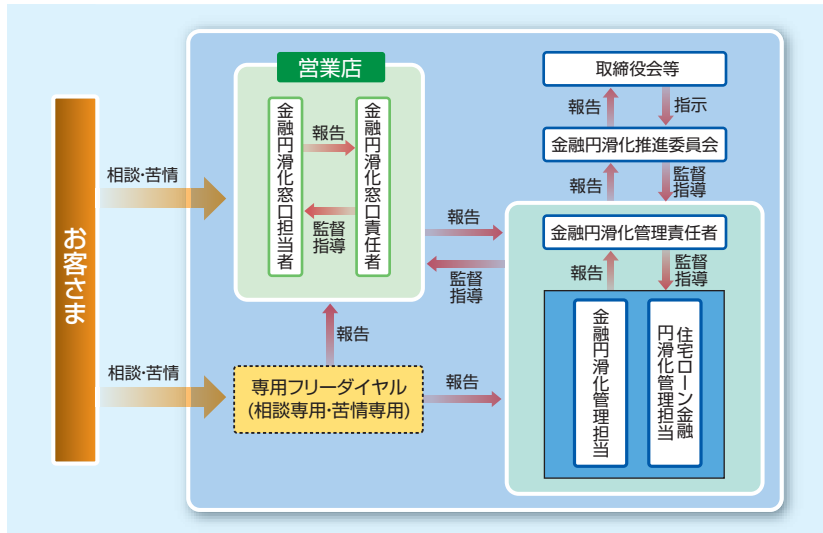 お客さま
相談・苦情
相談・苦情
営業店
金融円滑化窓口担当者
報告
監督
指導
金融円滑化窓口責任者
報告
専用フリーダイヤル
(相談専用・苦情専用)
報告
監督
指導
報告
取締役会等
報告
指示
金融円滑化推進委員会
報告
監督
指導
金融円滑化管理責任者
報告
監督
指導
金融円滑化管理担当
住宅ローン金融
円滑化管理担当